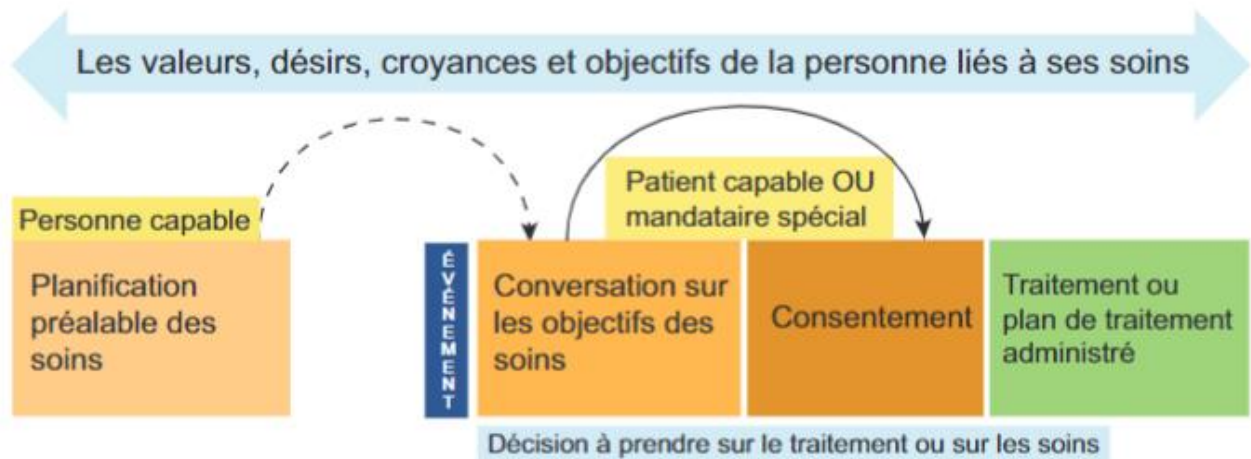 Les valeurs, désirs, croyances et objectifs de la personne liés à ses soins
Personne capable
Planification
préalable des
soins
ÉVÉNEMENT
Patient capable OU
mandataire spécial
Conversation sur
les objectifs des
soins
Consentement
Traitement ou
plan de traitement
administré
Décision à prendre sur le traitement ou sur les soins